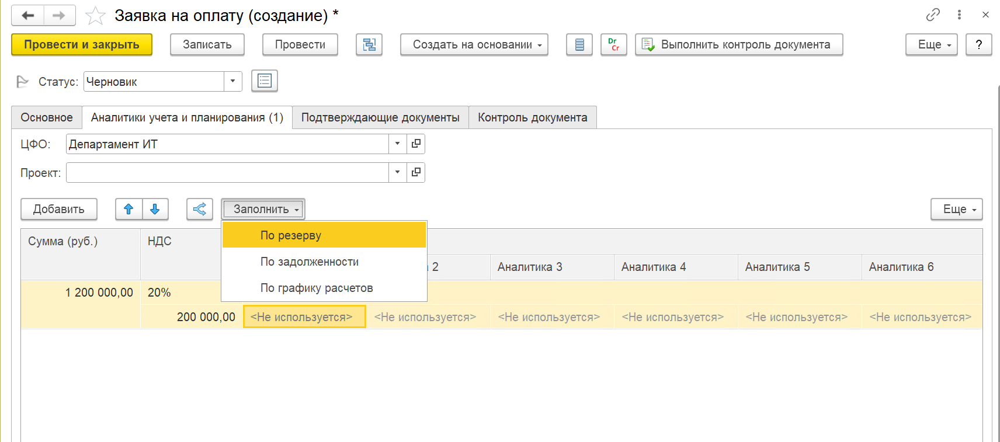 Заявка на оплату (создание) *
Провести и закрыть Записать Провести Создать на основании Dr Cr Выполнить контроль документа Еще ?
Статус: Черновик
Основное Аналитики учета и планирования (1) Подтверждающие документы Контроль документа
ЦФО: Департамент ИТ
Проект:
Добавить Заполнить Еще
По резерву
По задолженности
По графику расчетов
Сумма (руб.) НДС
2 Аналитика 3 Аналитика 4 Аналитика 5 Аналитика 6
1 200 000,00 20%
200 000,00 <Не используется> <Не используется> <Не используется> <Не используется> <Не используется> <Не используется>